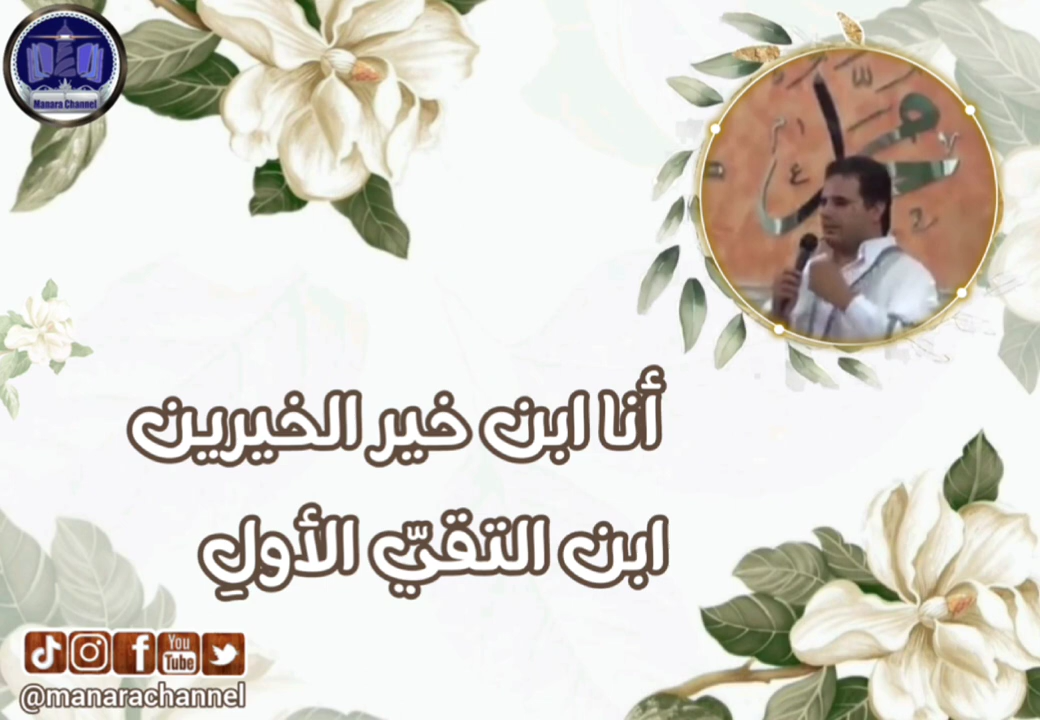 Manara Channel
أنا ابن خير الخيرين
ابن التقيّ الأولِ
You
Tube
@manarachannel